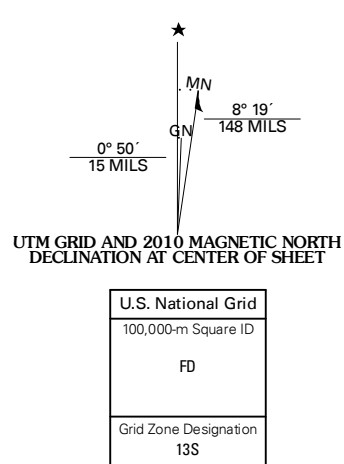 ★
MN
8° 19´
148 MILS
GN
0° 50´
15 MILS
UTM GRID AND 2010 MAGNETIC NORTH
DECLINATION AT CENTER OF SHEET
U.S. National Grid
100,000-m Square ID
FD
Grid Zone Designation
13S